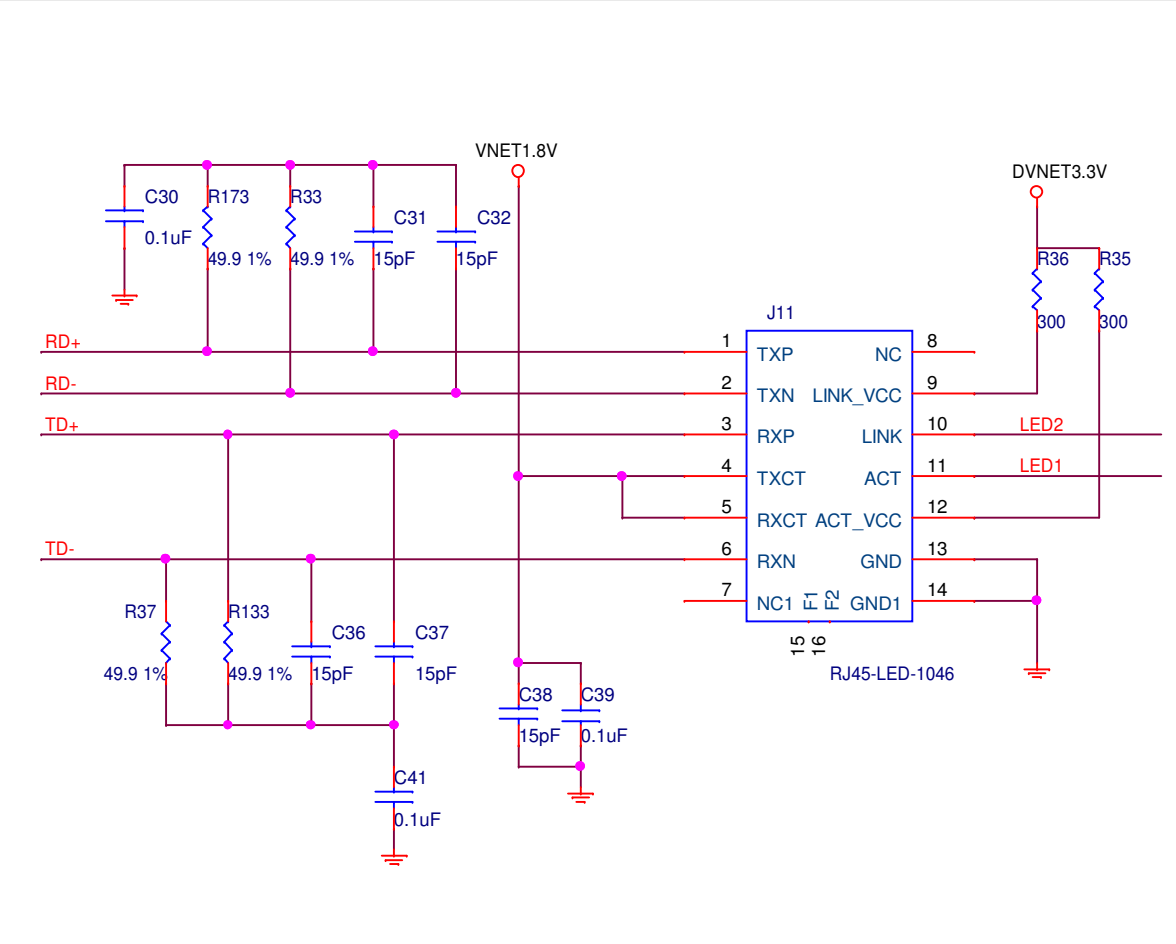 VNET1.8V
DVNET3.3V
C30
R173
R33
C31
C32
0.1uF
49.9 1%
49.9 1%
15pF
15pF
R36
R35
300
300
J11
RD+
1
TXP
NC
8
RD-
2
TXN
LINK_VCC
9
TD+
3
RXP
LINK
10
LED2
4
TXCT
ACT
11
LED1
5
RXCT
ACT_VCC
12
TD-
6
RXN
GND
13
7
NC1
F1
F2
GND1
14
15
16
RJ45-LED-1046
R37
R133
C36
C37
49.9 1%
49.9 1%
15pF
15pF
C38
C39
15pF
0.1uF
C41
0.1uF